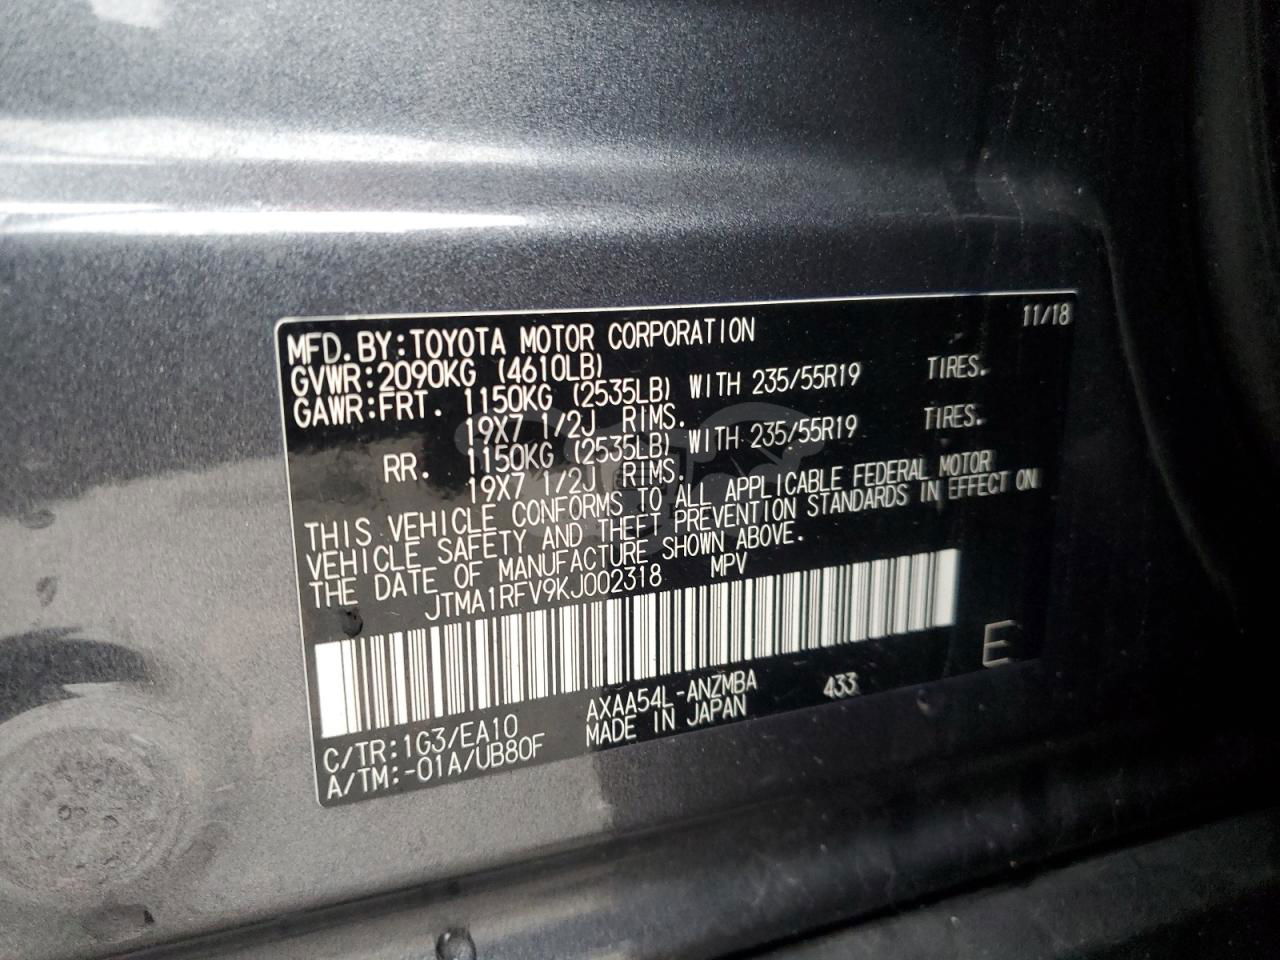 11/18
MFD.BY:TOYOTA MOTOR CORPORATION
GVWR:2090KG (4610LB)
GAWR:FRT. 1150KG (2535LB) WITH 235/55R19 TIRES.
19X7 1/2J RIMS.
RR. 1150KG (2535LB) WITH 235/55R19 TIRES.
19X7 1/2J RIMS.
THIS VEHICLE CONFORMS TO ALL APPLICABLE FEDERAL MOTOR
VEHICLE SAFETY AND THEFT PREVENTION STANDARDS IN EFFECT ON
THE DATE OF MANUFACTURE SHOWN ABOVE.
JTMA1RFV9KJ002318 MPV
E
C/TR:1G3/EA10 AXAA54L-ANZMBA 433
A/TM:-01A/UB80F MADE IN JAPAN